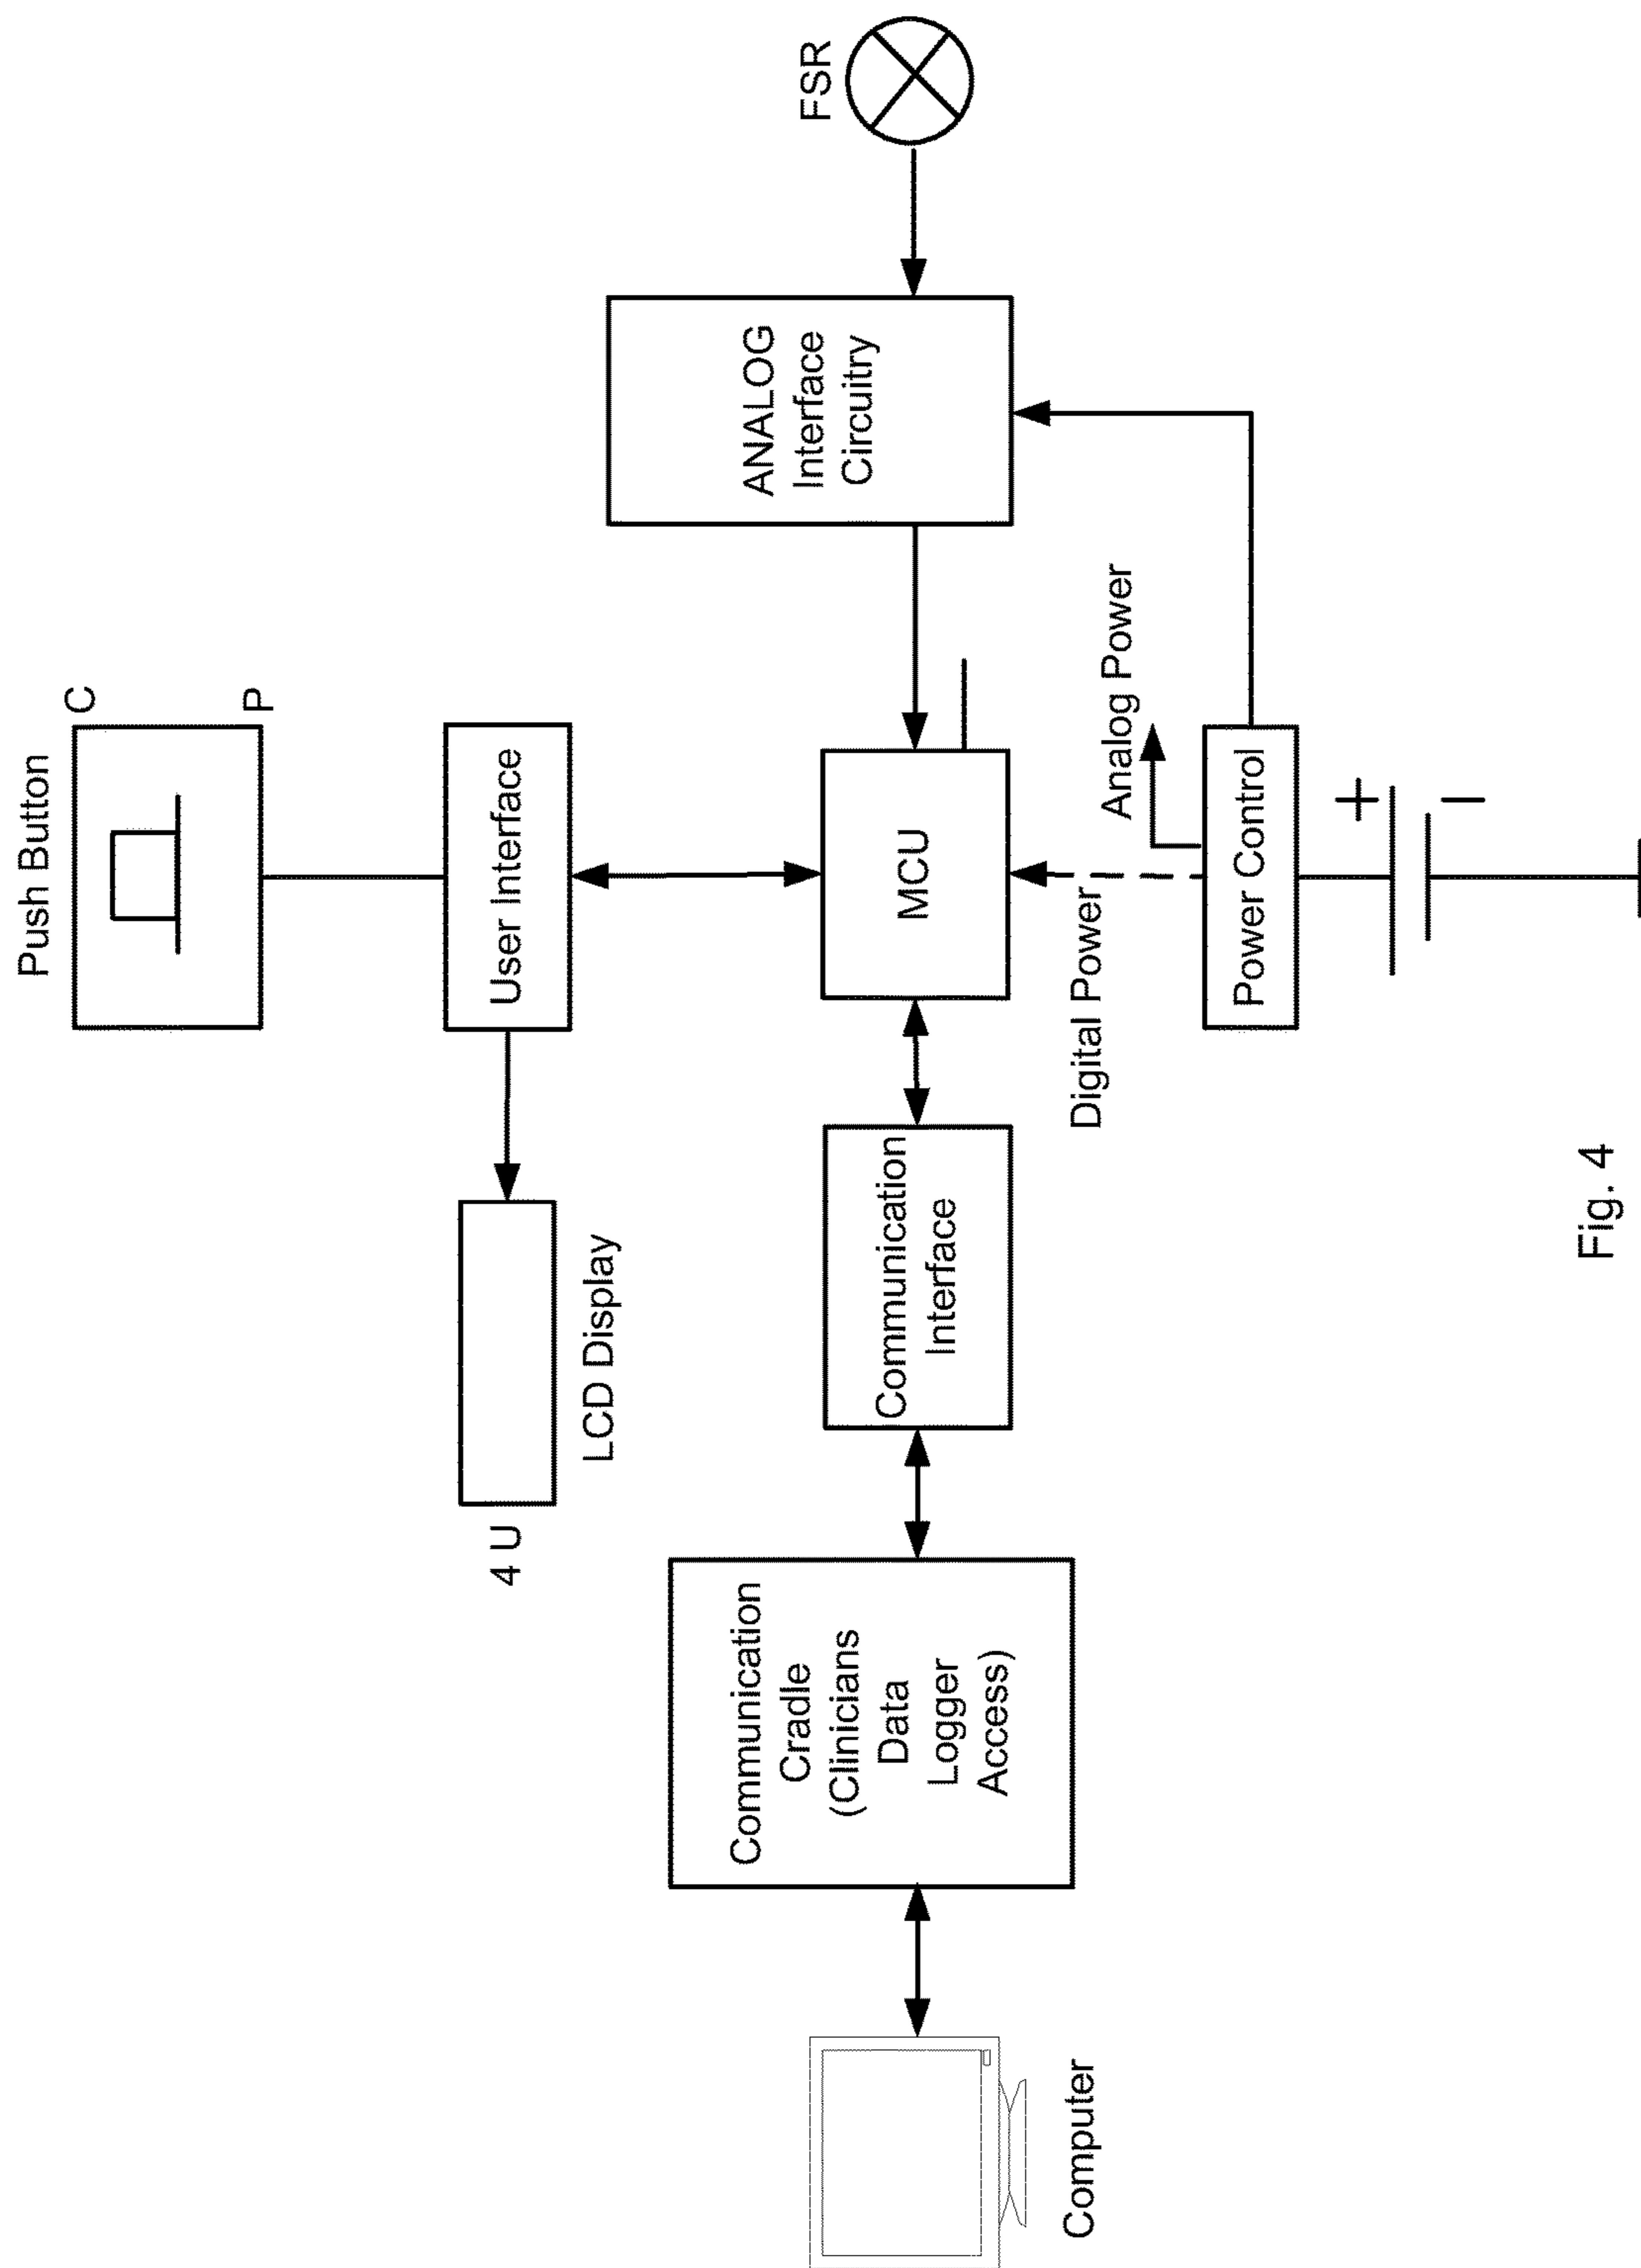 Push Button
C
P
User Interface
4 U
LCD Display
FSR
ANALOG
Interface
Circuitry
MCU
Communication
Interface
Communication
Cradle
(Clinicians
Data
Logger
Access)
Computer
Digital Power
Analog Power
Power Control
+
−
Fig. 4